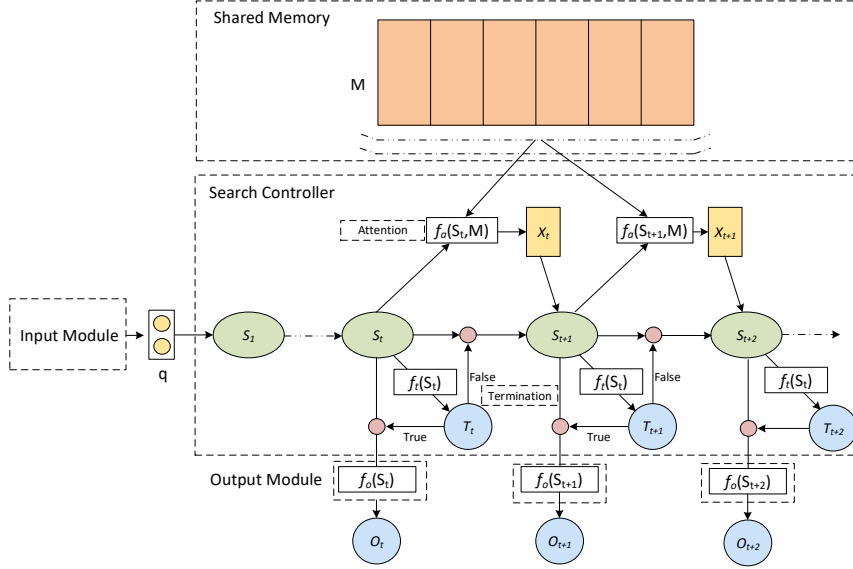 Shared Memory
M
Search Controller
Attention
fa(St,M)
Xt
fa(St+1,M)
Xt+1
Input Module
q
S1
St
St+1
St+2
ft(St)
False
ft(St)
False
ft(St)
Termination
Tt
True
Tt+1
True
Tt+2
Output Module
fo(St)
fo(St+1)
fo(St+2)
Ot
Ot+1
Ot+2